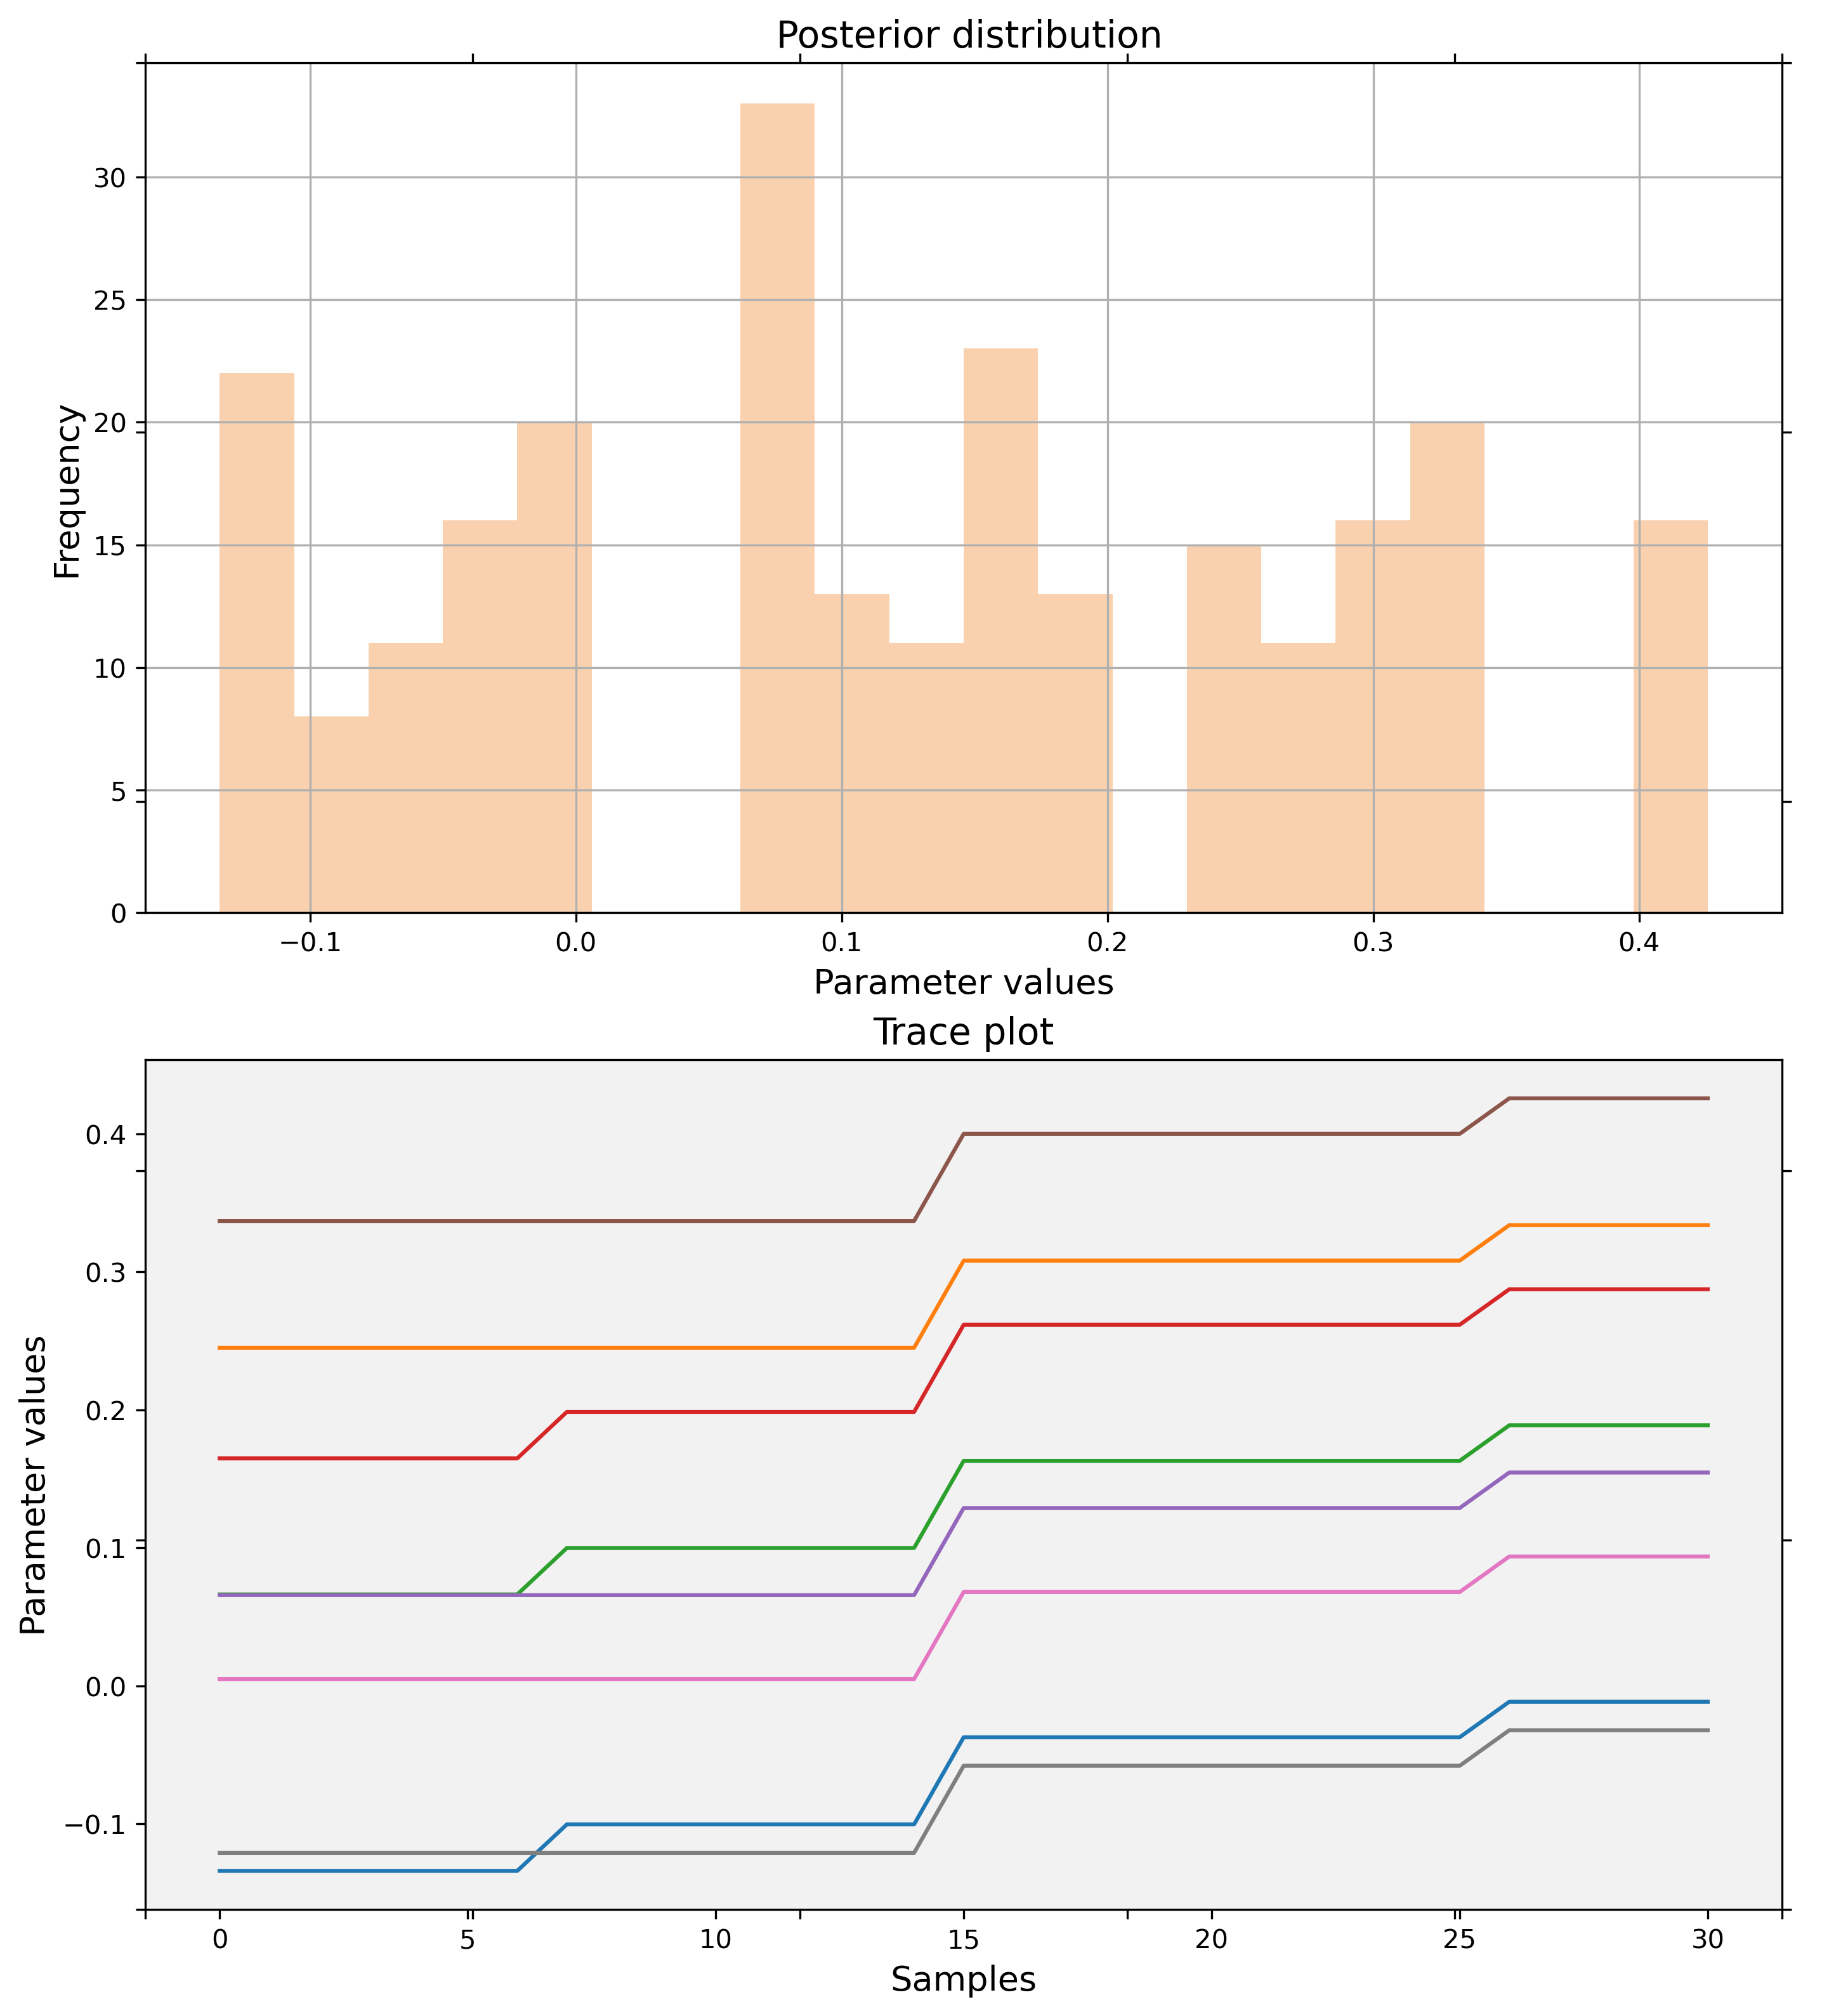 Posterior distribution
30
25
20
15
10
5
0
Frequency
−0.1 0.0 0.1 0.2 0.3 0.4
Parameter values
Trace plot
0.4
0.3
0.2
0.1
0.0
−0.1
Parameter values
0 5 10 15 20 25 30
Samples